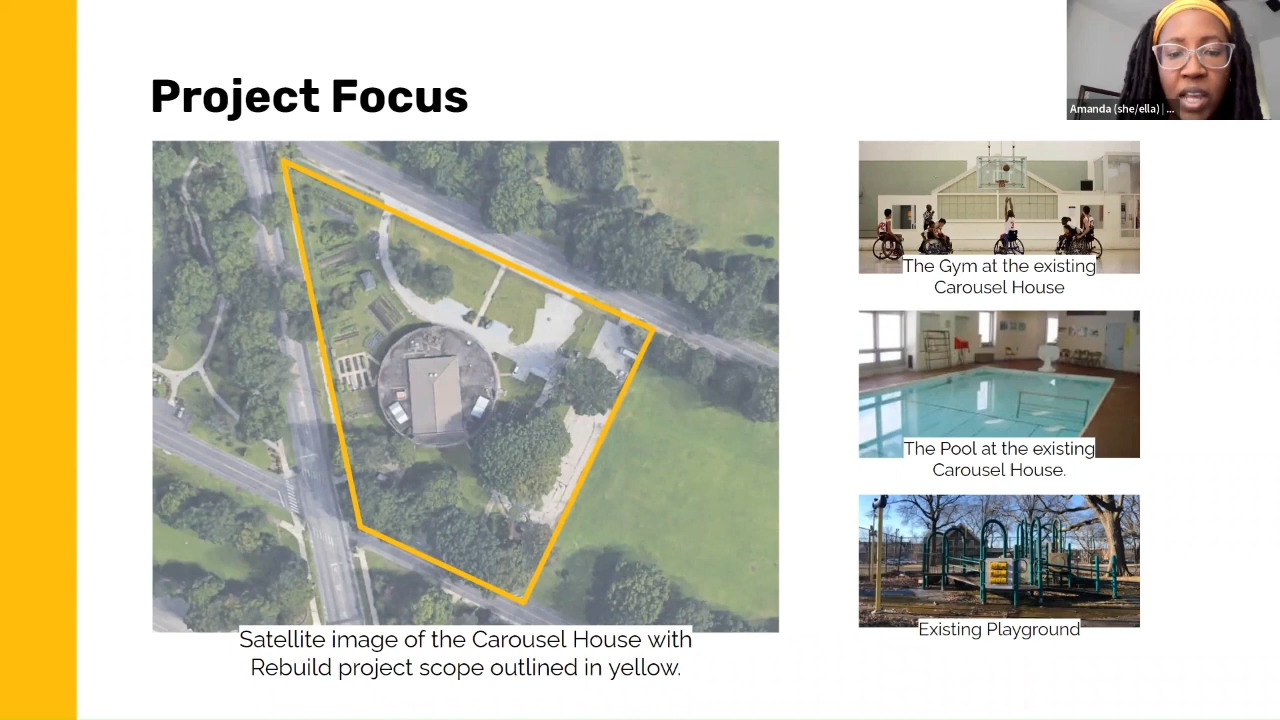 Project Focus
Amanda (she/ella) | ...
The Gym at the existing
Carousel House
The Pool at the existing
Carousel House.
Existing Playground
Satellite image of the Carousel House with
Rebuild project scope outlined in yellow.